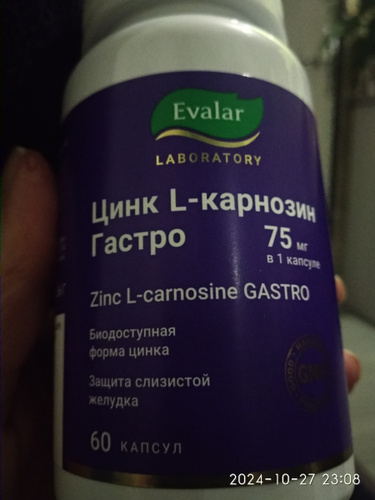 Evalar
LABORATORY
Цинк L-карнозин
Гастро
75 мг
в 1 капсуле
Zinc L-carnosine GASTRO
Биодоступная
форма цинка
Защита слизистой
желудка
GMP
60 КАПСУЛ
2024-10-27 23:08